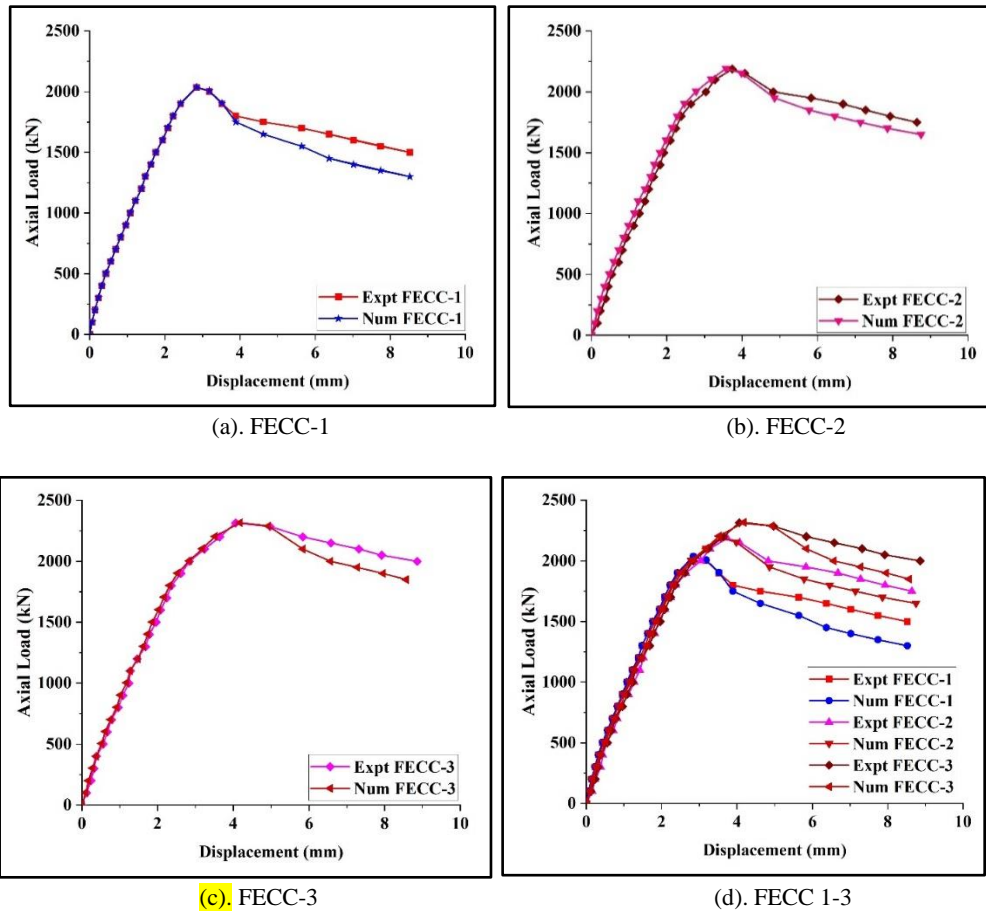 2500
2000
1500
1000
500
0
Axial Load (kN)
Expt FECC-1
Num FECC-1
0 2 4 6 8 10
Displacement (mm)
(a). FECC-1
2500
2000
1500
1000
500
0
Axial Load (kN)
Expt FECC-2
Num FECC-2
0 2 4 6 8 10
Displacement (mm)
(b). FECC-2
2500
2000
1500
1000
500
0
Axial Load (kN)
Expt FECC-3
Num FECC-3
0 2 4 6 8 10
Displacement (mm)
(c). FECC-3
2500
2000
1500
1000
500
0
Axial Load (kN)
Expt FECC-1
Num FECC-1
Expt FECC-2
Num FECC-2
Expt FECC-3
Num FECC-3
0 2 4 6 8 10
Displacement (mm)
(d). FECC 1-3